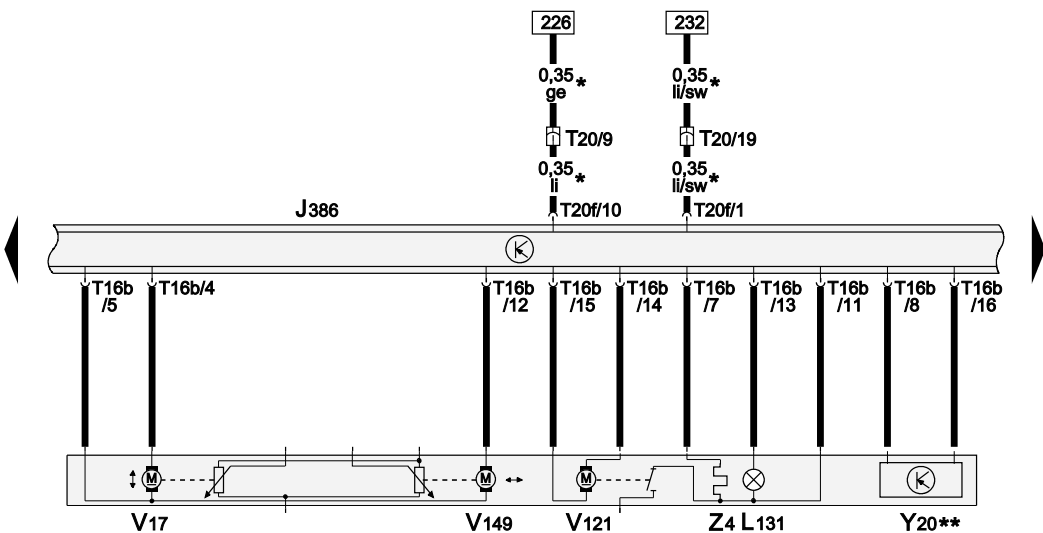 226 232
0,35 * 0,35 *
ge li/sw
T20/9 T20/19
0,35 * 0,35 *
li li/sw
J386 T20f/10 T20f/1
T16b T16b/4 T16b T16b T16b T16b T16b T16b T16b T16b
/5 /12 /15 /14 /7 /13 /11 /8 /16
M M M
V17 V149 V121 Z4 L131 Y20**